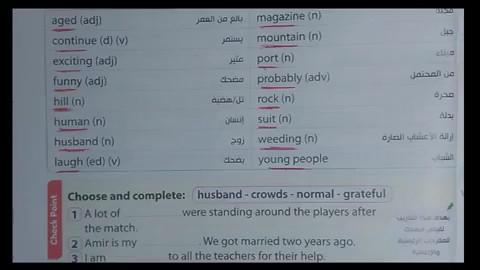 aged (adj) بالغ من العمر magazine (n) مجلة
continue (d) (v) يستمر mountain (n) جبل
exciting (adj) مثير port (n) ميناء
funny (adj) مضحك probably (adv) من المحتمل
hill (n) تل/هضبة rock (n) صخرة
human (n) إنسان suit (n) بدلة
husband (n) زوج weeding (n) إزالة الأعشاب الضارة
laugh (ed) (v) يضحك young people الشباب
Check Point
Choose and complete: husband - crowds - normal - grateful
1 A lot of were standing around the players after
the match.
2 Amir is my . We got married two years ago.
3 I am to all the teachers for their help.